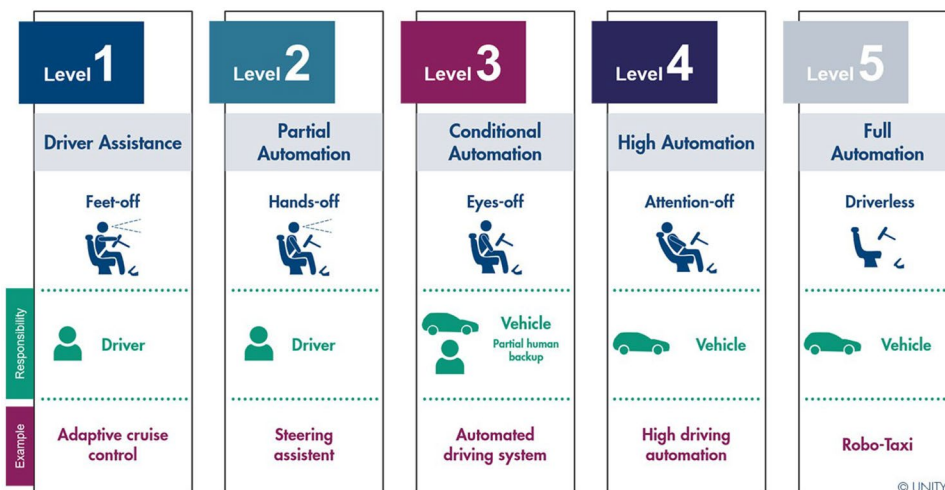 Level 1
Level 2
Level 3
Level 4
Level 5
Driver Assistance
Partial
Automation
Conditional
Automation
High Automation
Full
Automation
Feet-off
Hands-off
Eyes-off
Attention-off
Driverless
Responsibility
Driver
Driver
Vehicle
Partial human
backup
Vehicle
Vehicle
Example
Adaptive cruise
control
Steering
assistent
Automated
driving system
High driving
automation
Robo-Taxi
© UNITY